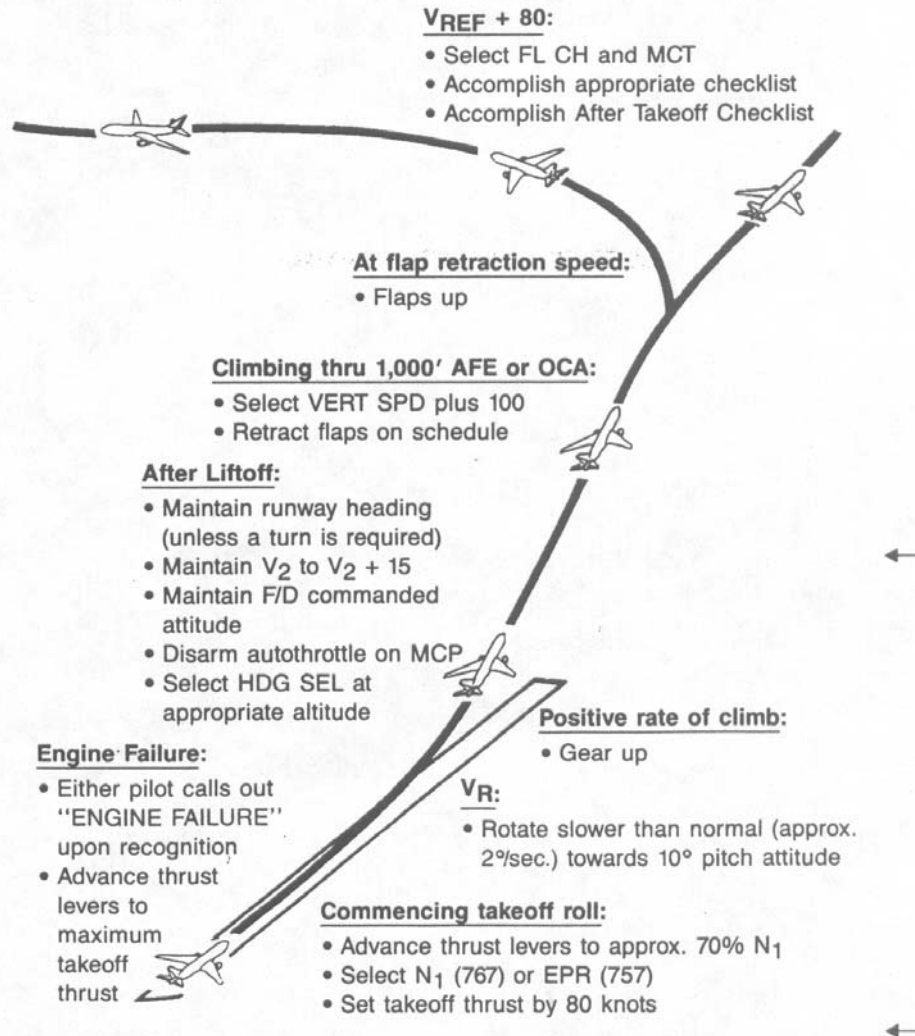 VREF + 80:
• Select FL CH and MCT
• Accomplish appropriate checklist
• Accomplish After Takeoff Checklist
At flap retraction speed:
• Flaps up
Climbing thru 1,000′ AFE or OCA:
• Select VERT SPD plus 100
• Retract flaps on schedule
After Liftoff:
• Maintain runway heading
(unless a turn is required)
• Maintain V2 to V2 + 15
• Maintain F/D commanded
attitude
• Disarm autothrottle on MCP
• Select HDG SEL at
appropriate altitude
Positive rate of climb:
• Gear up
Engine Failure:
• Either pilot calls out
"ENGINE FAILURE"
upon recognition
• Advance thrust
levers to
maximum
takeoff
thrust
VR:
• Rotate slower than normal (approx.
2°/sec.) towards 10° pitch attitude
Commencing takeoff roll:
• Advance thrust levers to approx. 70% N1
• Select N1 (767) or EPR (757)
• Set takeoff thrust by 80 knots